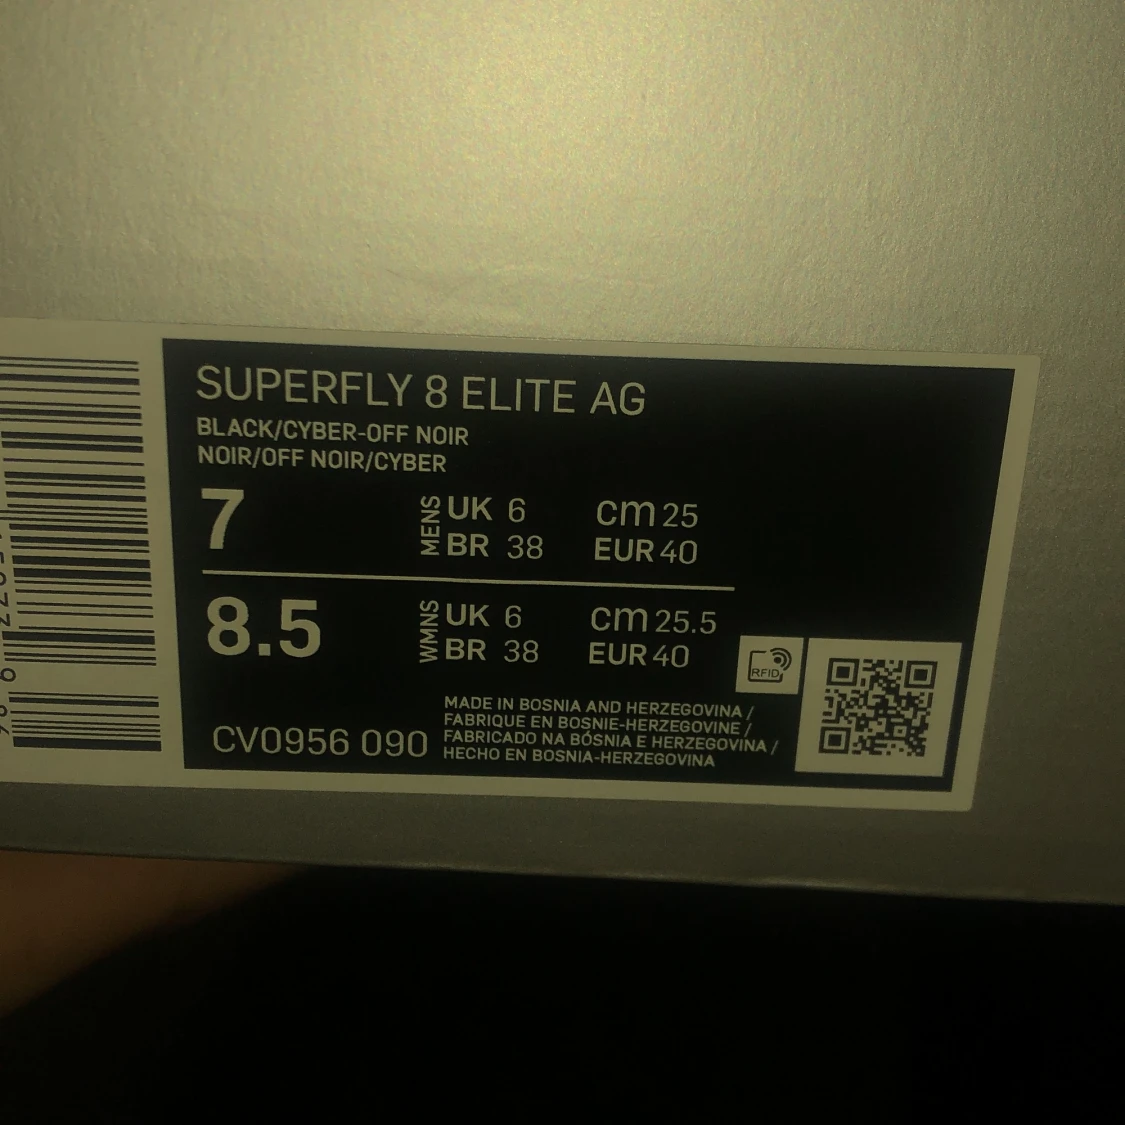 SUPERFLY 8 ELITE AG
BLACK/CYBER-OFF NOIR
NOIR/OFF NOIR/CYBER
7 MENS UK 6 cm 25
BR 38 EUR 40
8.5 WMNS UK 6 cm 25.5
BR 38 EUR 40
RFID
CV0956 090
MADE IN BOSNIA AND HERZEGOVINA /
FABRIQUE EN BOSNIE-HERZEGOVINE /
FABRICADO NA BÓSNIA E HERZEGOVINA /
HECHO EN BOSNIA-HERZEGOVINA